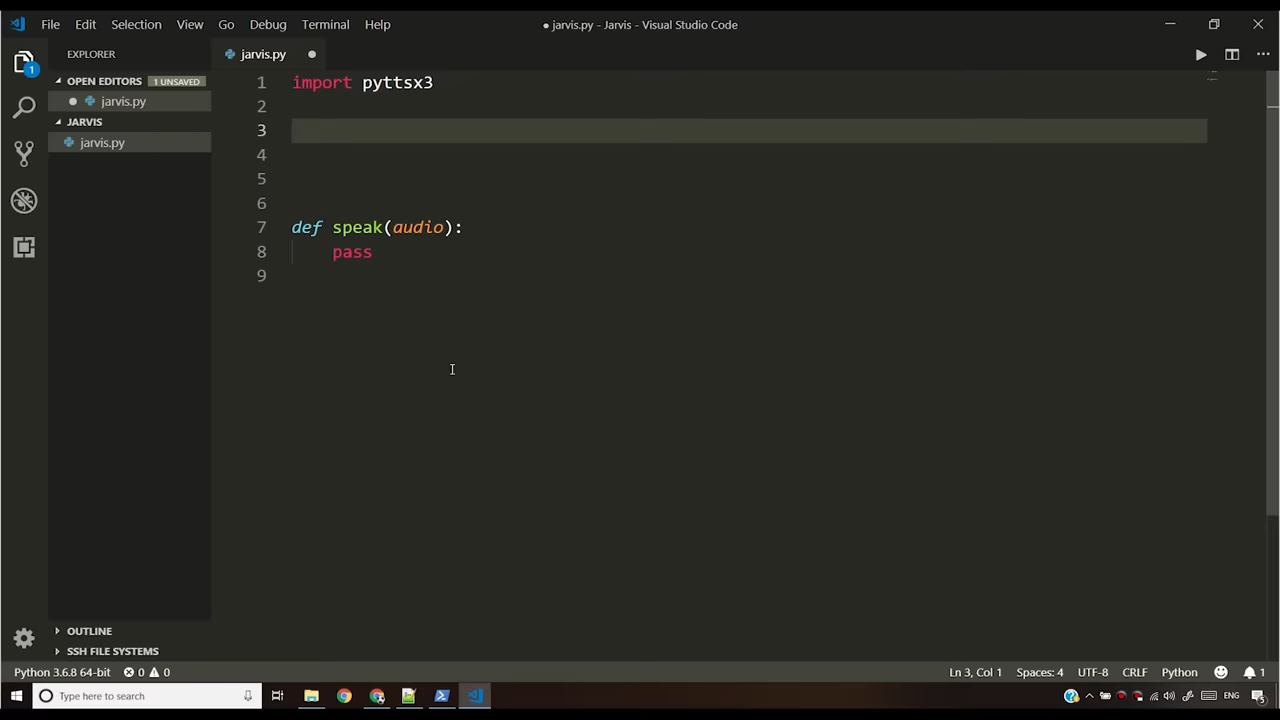 File Edit Selection View Go Debug Terminal Help
● jarvis.py - Jarvis - Visual Studio Code
EXPLORER
jarvis.py
OPEN EDITORS 1 UNSAVED
jarvis.py
JARVIS
jarvis.py
1 import pyttsx3
2
3
4
5
6
7 def speak(audio):
8 pass
9
OUTLINE
SSH FILE SYSTEMS
1
Python 3.6.8 64-bit 0 0
Ln 3, Col 1 Spaces: 4 UTF-8 CRLF Python 1
Type here to search
ENG
5